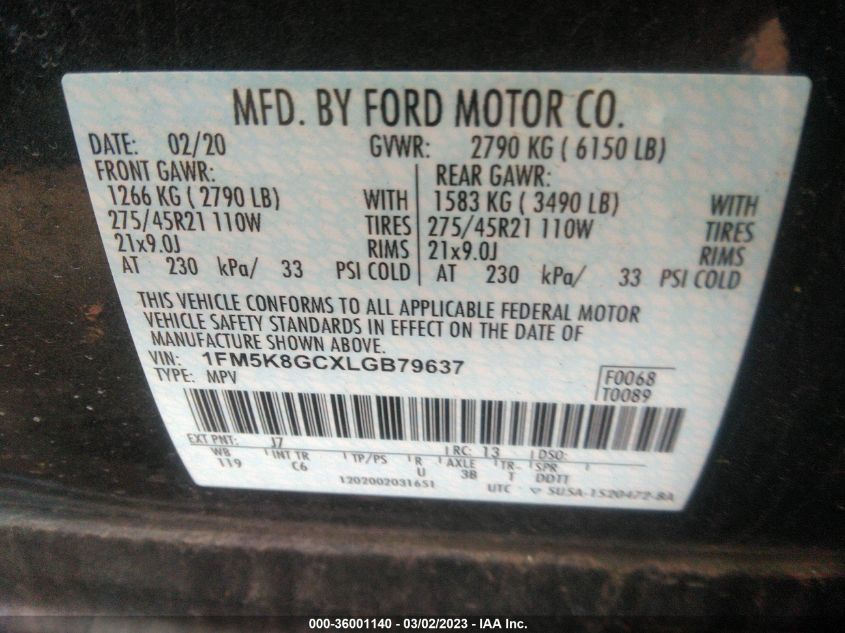 MFD. BY FORD MOTOR CO.
DATE: 02/20 GVWR: 2790 KG ( 6150 LB)
FRONT GAWR: REAR GAWR:
1266 KG ( 2790 LB) WITH 1583 KG ( 3490 LB) WITH
275/45R21 110W TIRES 275/45R21 110W TIRES
21x9.0J RIMS 21x9.0J RIMS
AT 230 kPa/ 33 PSI COLD AT 230 kPa/ 33 PSI COLD
THIS VEHICLE CONFORMS TO ALL APPLICABLE FEDERAL MOTOR
VEHICLE SAFETY STANDARDS IN EFFECT ON THE DATE OF
MANUFACTURE SHOWN ABOVE.
VIN: 1FM5K8GCXLGB79637
TYPE: MPV F0068
T0089
EXT PNT: J7 RC: 13 DSO:
WB INT TR TP/PS R AXLE TR SPR
119 C6 U 3B T DDTT
1202002031651 UTC SU5A-1520472-BA
000-36001140 - 03/02/2023 - IAA Inc.